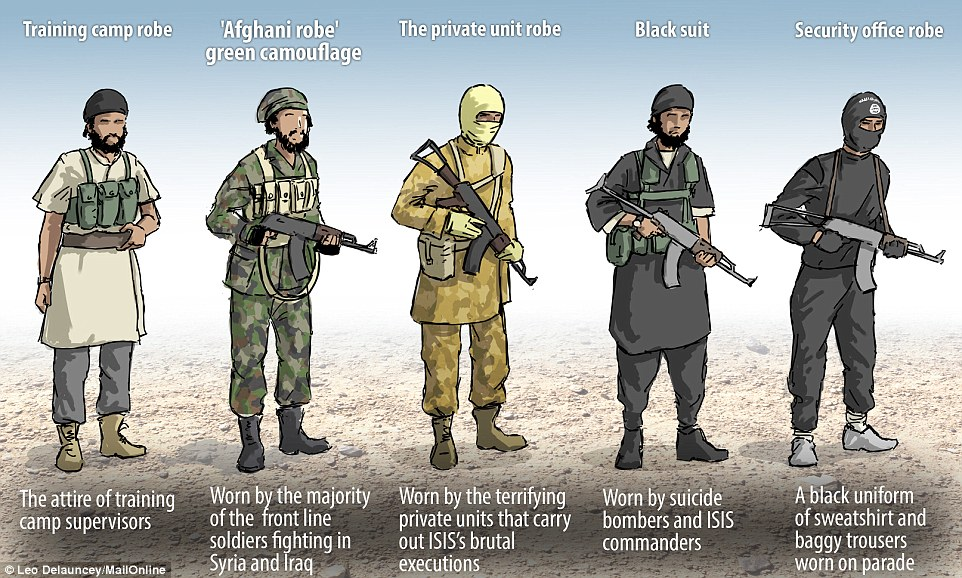 Training camp robe
'Afghani robe'
green camouflage
The private unit robe
Black suit
Security office robe
The attire of training
camp supervisors
Worn by the majority
of the front line
soldiers fighting in
Syria and Iraq
Worn by the terrifying
private units that carry
out ISIS's brutal
executions
Worn by suicide
bombers and ISIS
commanders
A black uniform
of sweatshirt and
baggy trousers
worn on parade
© Leo Delauncey/MailOnline